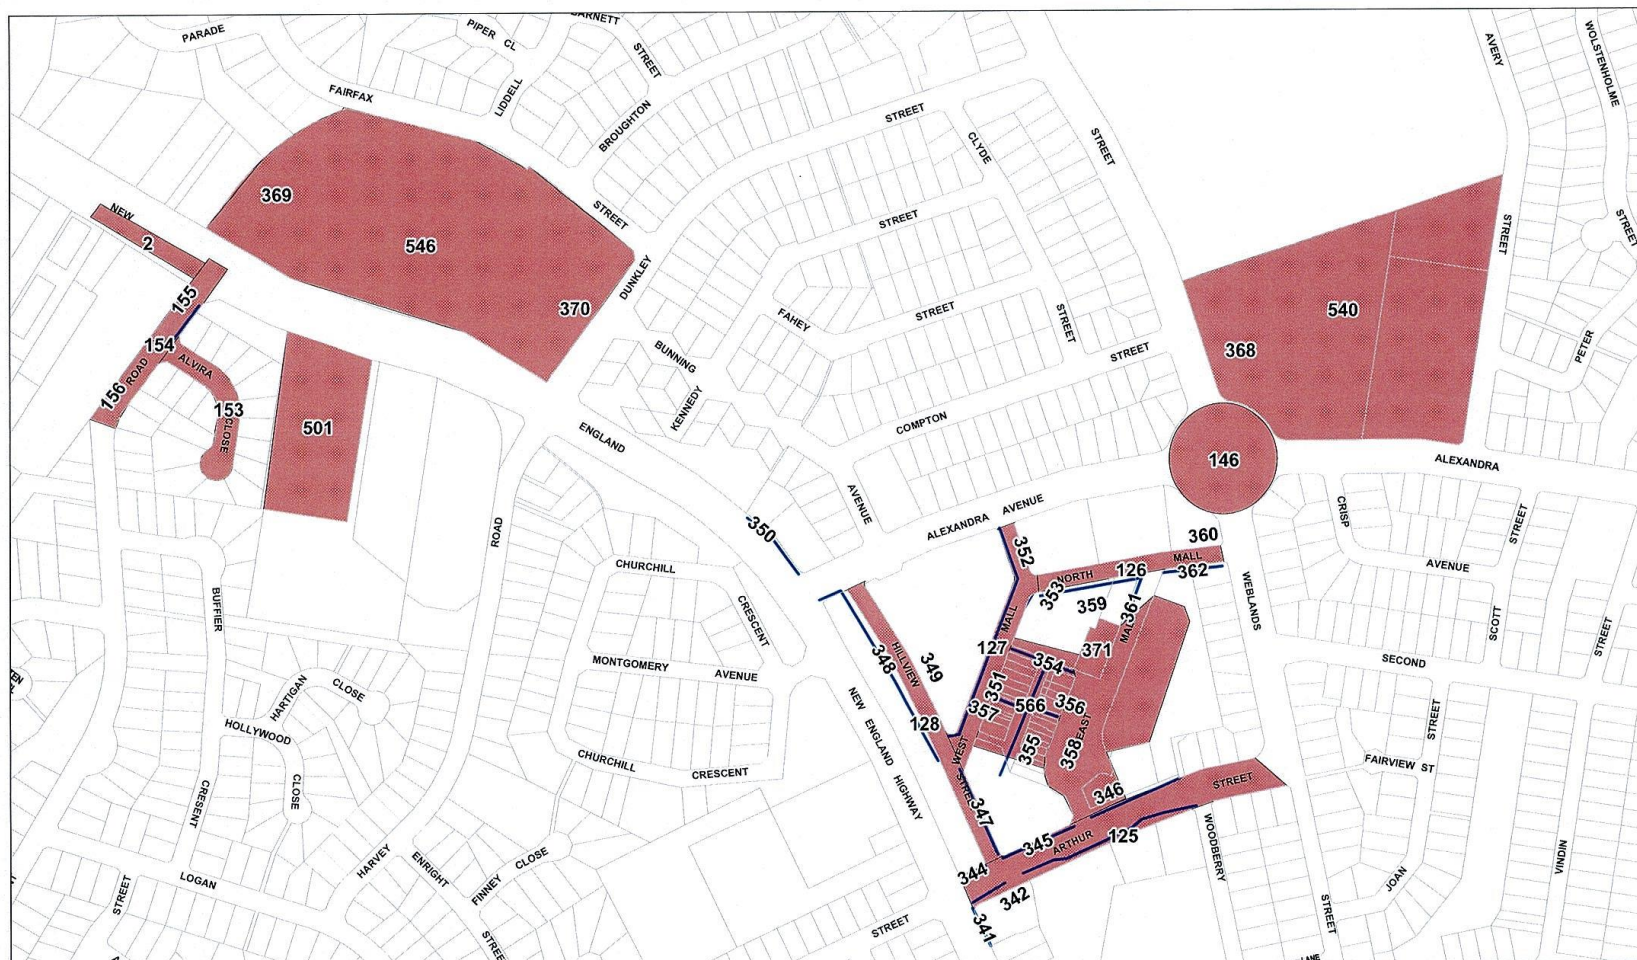 PARADE
PIPER CL
STREET
FAIRFAX
LIDDELL
BROUGHTON
STREET
CLYDE
STREET
AVERY
WOLSTENHOLME
369
546
370
NEW
2
STREET
DUNKLEY
STREET
STREET
STREET
540
368
155
154
ROAD
ALVIRA
156
153
CLOSE
501
FAHEY
STREET
STREET
STREET
BUNNING
KENNEDY
COMPTON
PETER
146
ENGLAND
ALEXANDRA
ROAD
350
AVENUE
ALEXANDRA AVENUE
CRISP
STREET
AVENUE
352
360
MALL
126
NORTH
362
353
359
361
MALL
WEBLANDS
SCOTT
STREET
BUFFIER
CHURCHILL
CRESCENT
127
371
354
351
566
356
357
355
358
EAST
SECOND
HILLVIEW
349
348
128
WEST
MONTGOMERY AVENUE
HARTIGAN
CLOSE
HOLLYWOOD
CLOSE
NEW ENGLAND HIGHWAY
CHURCHILL CRESCENT
CRESENT
STREET
FAIRVIEW ST
347
346
STREET
345
ARTHUR
125
344
342
341
WOODBERRY
HARVEY
ENRIGHT
FINNEY CLOSE
LOGAN
STREET
STREET
JOAN
VINDIN
STREET